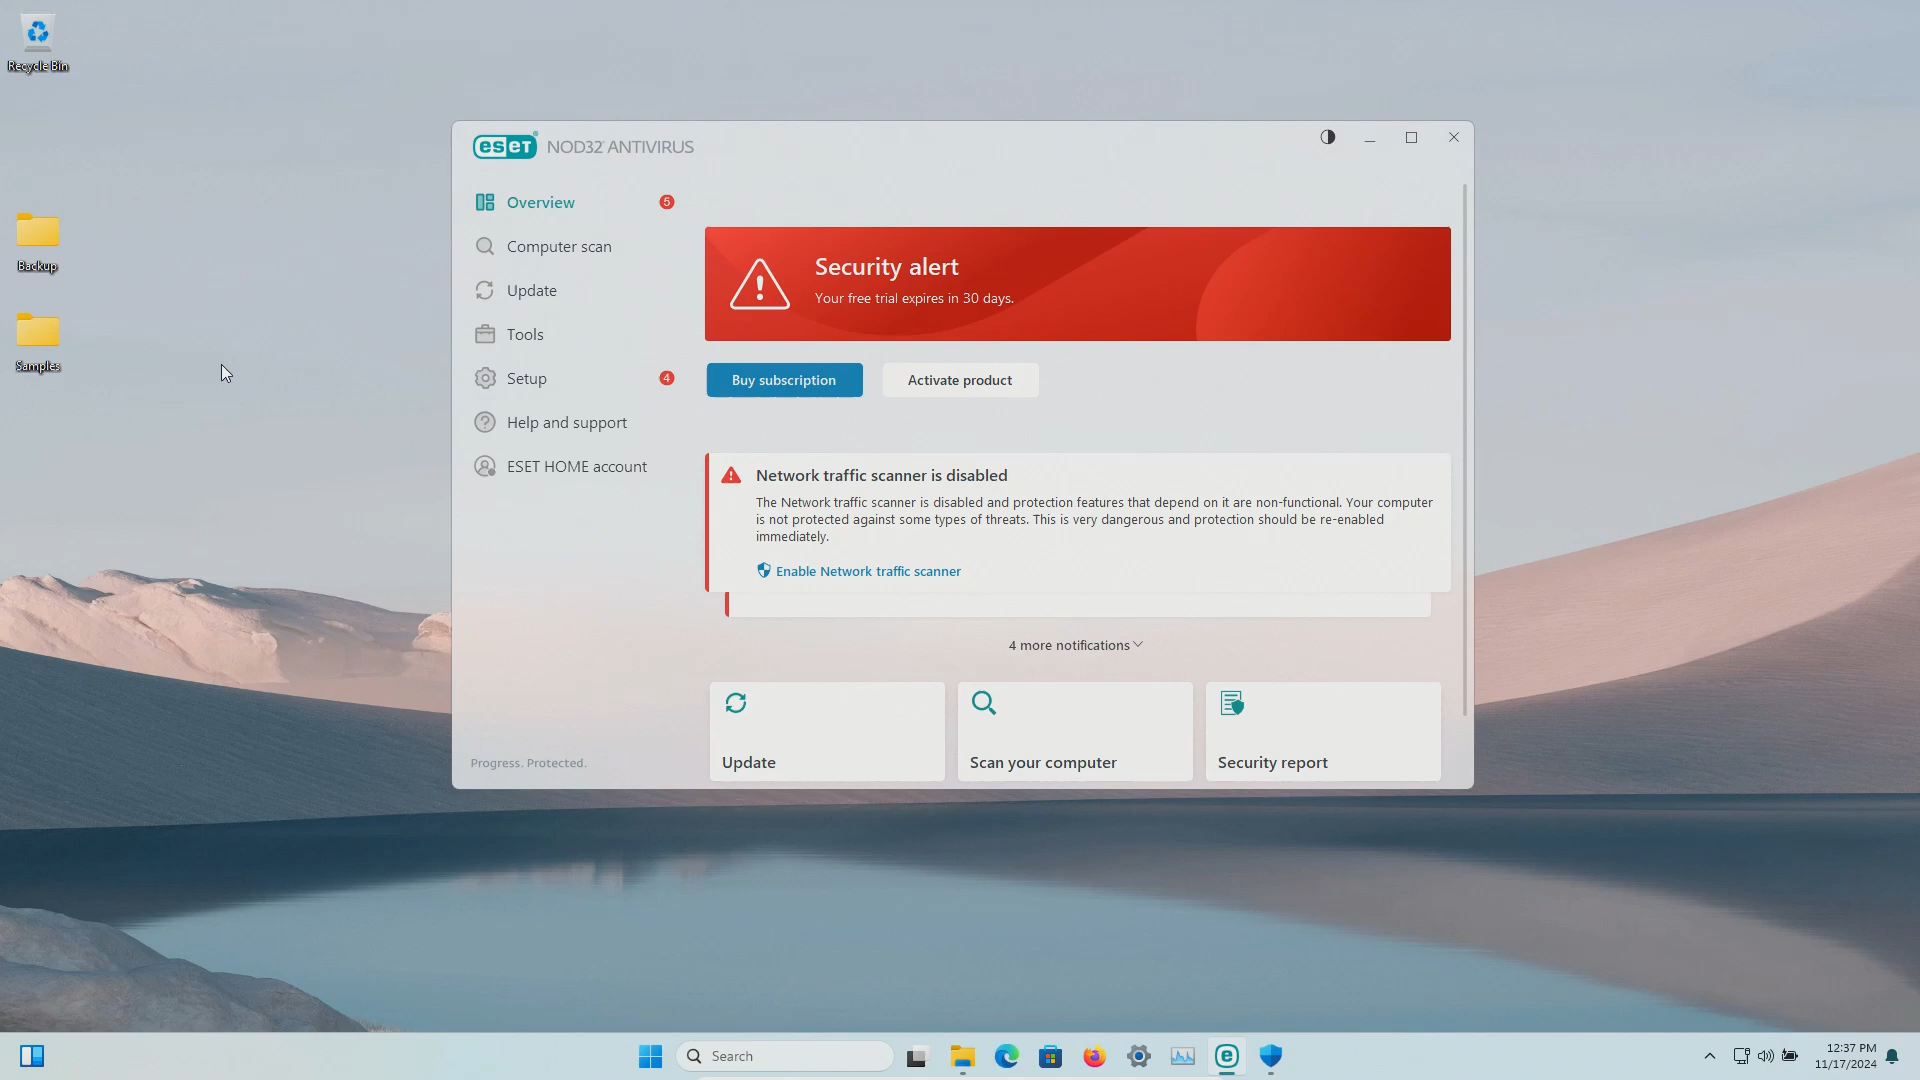 Recycle Bin
Backup
Samples
eseT® NOD32® ANTIVIRUS
Overview 5
Computer scan
Update
Tools
Setup 4
Help and support
ESET HOME account
Progress. Protected.
Security alert
Your free trial expires in 30 days.
Buy subscription
Activate product
Network traffic scanner is disabled
The Network traffic scanner is disabled and protection features that depend on it are non-functional. Your computer
is not protected against some types of threats. This is very dangerous and protection should be re-enabled
immediately.
Enable Network traffic scanner
4 more notifications
Update
Scan your computer
Security report
Search
12:37 PM
11/17/2024